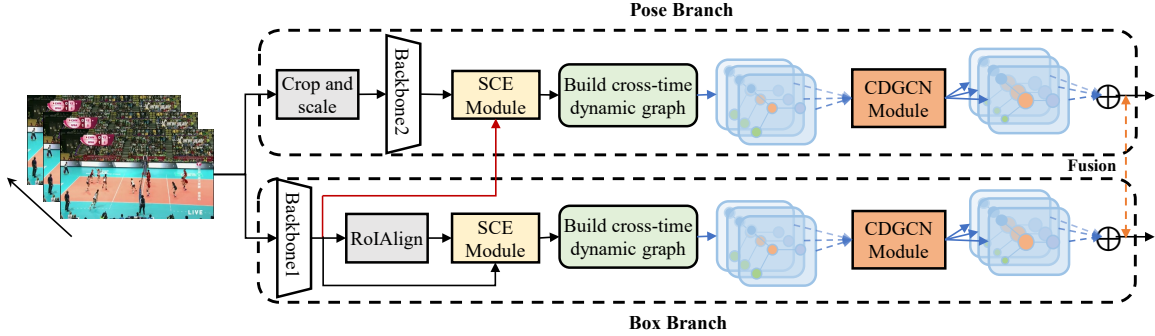 Pose Branch
Crop and
scale
Backbone2
SCE
Module
Build cross-time
dynamic graph
CDGCN
Module
Fusion
LIVE
Backbone1
RoIAlign
SCE
Module
Build cross-time
dynamic graph
CDGCN
Module
Box Branch